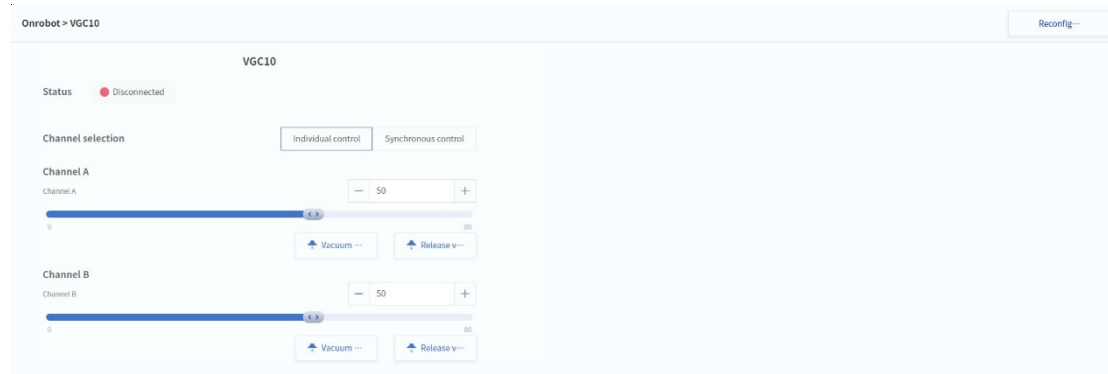 Onrobot > VGC10 Reconfig···
VGC10
Status Disconnected
Channel selection Individual control Synchronous control
Channel A
Channel A — 50 +
0 80
Vacuum ··· Release v···
Channel B
Channel B — 50 +
0 80
Vacuum ··· Release v···